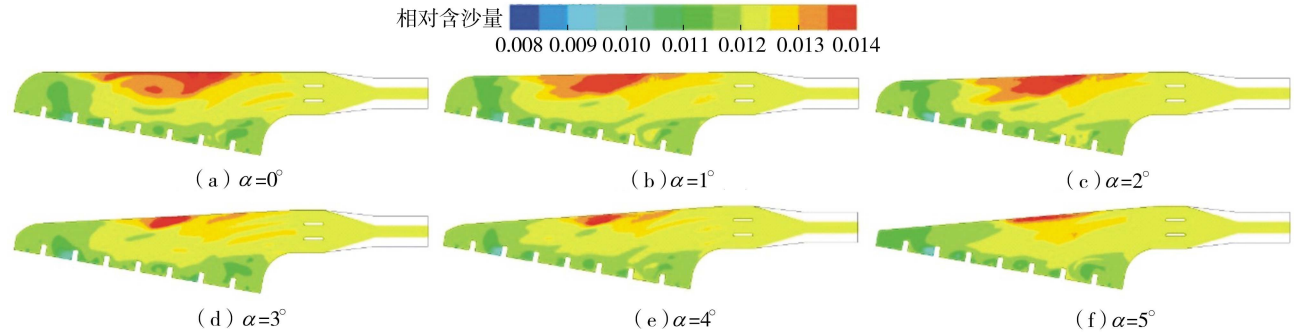 相对含沙量
0.008 0.009 0.010 0.011 0.012 0.013 0.014
（a）α=0°
（b）α=1°
（c）α=2°
（d）α=3°
（e）α=4°
（f）α=5°